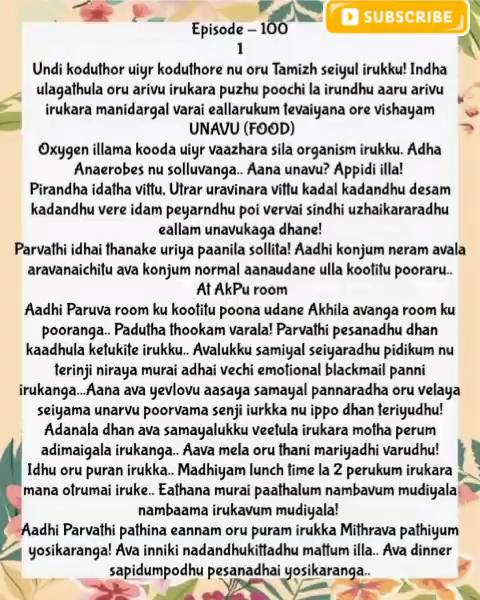 SUBSCRIBE
Episode – 100
1
Undi koduthor uiyr koduthore nu oru Tamizh seiyul irukku! Indha
ulagathula oru arivu irukara puzhu poochi la irundhu aaru arivu
irukara manidargal varai eallarukum tevaiyana ore vishayam
UNAVU (FOOD)
Oxygen illama kooda uiyr vaazhara sila organism irukku. Adha
Anaerobes nu solluvanga.. Aana unavu? Appidi illa!
Pirandha idatha vittu, Utrar uravinara vittu kadal kadandhu desam
kadandhu vere idam peyarndhu poi vervai sindhi uzhaikararadhu
eallam unavukaga dhane!
Parvathi idhai thanake uriya paanila sollita! Aadhi konjum neram avala
aravanaichitu ava konjum normal aanaudane ulla kootitu pooraru..
At AkPu room
Aadhi Paruva room ku kootitu poona udane Akhila avanga room ku
pooranga.. Padutha thookam varala! Parvathi pesanadhu dhan
kaadhula ketukite irukku.. Avalukku samiyal seiyaradhu pidikum nu
terinji niraya murai adhai vechi emotional blackmail panni
irukanga...Aana ava yevlovu aasaya samayal pannaradha oru velaya
seiyama unarvu poorvama senji iurkka nu ippo dhan teriyudhu!
Adanala dhan ava samayalukku veetula irukara motha perum
adimaigala irukanga.. Aava mela oru thani mariyadhi varudhu!
Idhu oru puran irukka.. Madhiyam lunch time la 2 perukum irukara
mana otrumai iruke.. Eathana murai paathalum nambavum mudiyala
nambaama irukavum mudiyala!
Aadhi Parvathi pathina eannam oru puram irukka Mithrava pathiyum
yosikaranga! Ava inniki nadandhukittadhu mattum illa.. Ava dinner
sapidumpodhu pesanadhai yosikaranga..